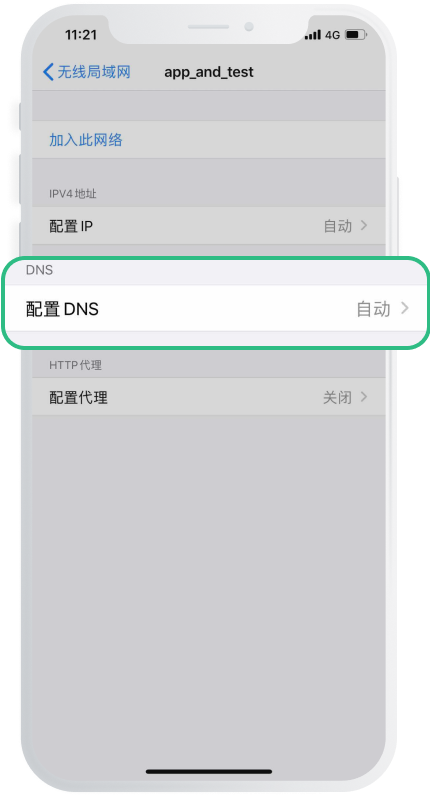 11:21 4G
无线局域网 app_and_test
加入此网络
IPV4 地址
配置 IP 自动
DNS
配置 DNS 自动
HTTP 代理
配置代理 关闭